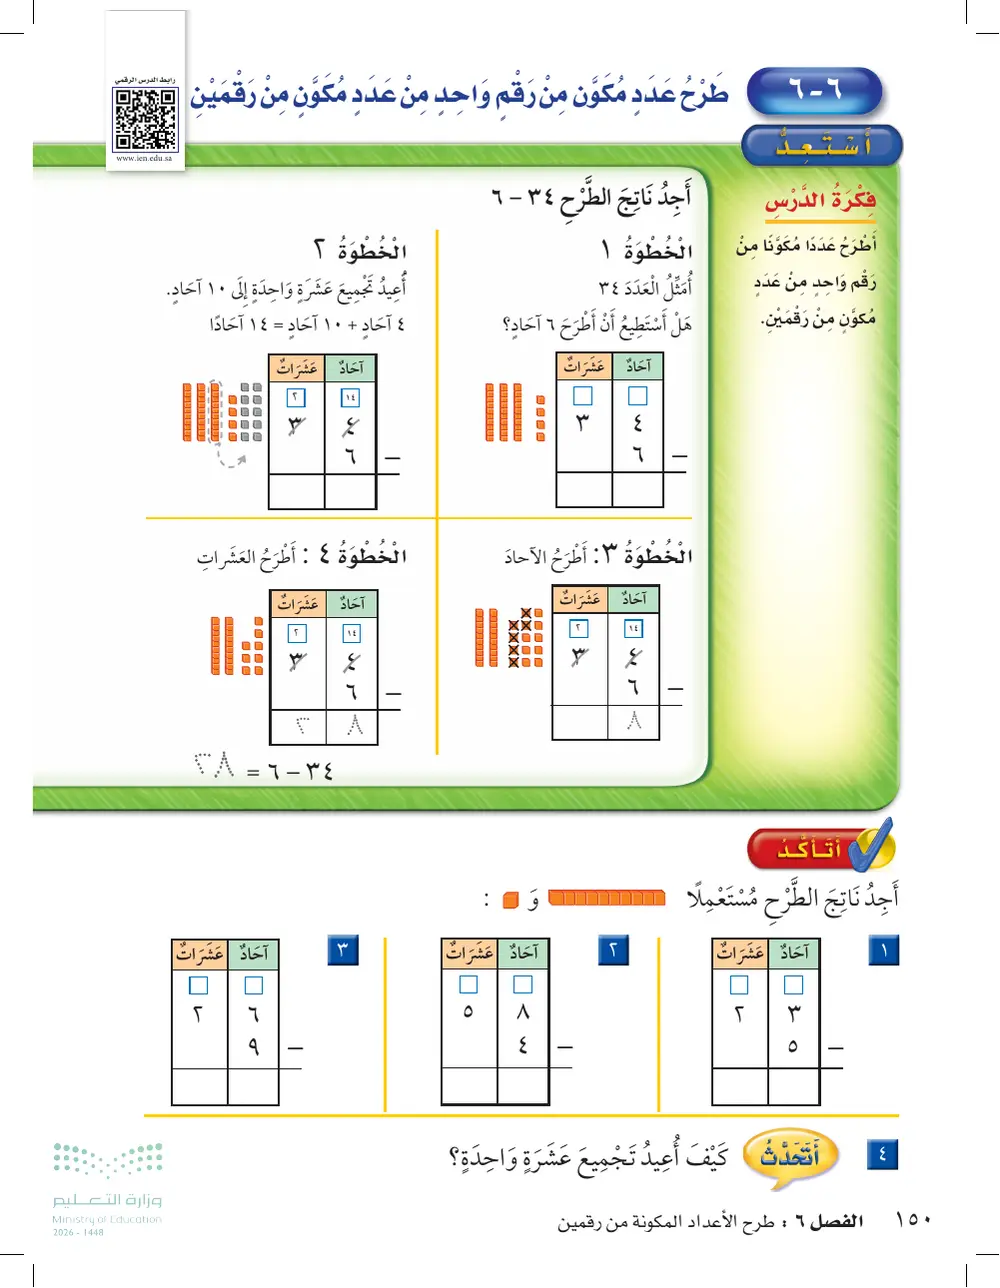 رابط الدرس الرقمي
www.ien.edu.sa
٦-٦
طَرْحُ عَدَدٍ مُكَوَّنٍ مِنْ رَقْمٍ وَاحِدٍ مِنْ عَدَدٍ مُكَوَّنٍ مِنْ رَقْمَيْنِ
أَسْتَعِدُّ
فِكْرَةُ الدَّرْسِ
أَطْرَحُ عَدَدًا مُكَوَّنًا مِنْ
رَقْمٍ وَاحِدٍ مِنْ عَدَدٍ
مُكوَّنٍ مِنْ رَقْمَيْنِ.
أَجِدُ نَاتِجَ الطَّرْحِ ٣٤ – ٦
الْخُطْوَةُ ١
أُمَثِّلُ الْعَدَدَ ٣٤
هَلْ أَسْتَطِيعُ أَنْ أَطْرَحَ ٦ آحَادٍ؟
آحَادٌ عَشَرَاتٌ
٤ ٣
– ٦
الْخُطْوَةُ ٢
أُعِيدُ تَجْمِيعَ عَشَرَةٍ وَاحِدَةٍ إِلَى ١٠ آحَادٍ.
٤ آحَادٍ + ١٠ آحَادٍ = ١٤ آحَادًا
آحَادٌ عَشَرَاتٌ
١٤ ٢
٤ ٣
– ٦
الْخُطْوَةُ ٣: أَطْرَحُ الآحادَ
آحَادٌ عَشَرَاتٌ
١٤ ٢
٤ ٣
– ٦
٨
الْخُطْوَةُ ٤ : أَطْرَحُ العَشَراتِ
آحَادٌ عَشَرَاتٌ
١٤ ٢
٤ ٣
– ٦
٨ ٢
٣٤ – ٦ = ٢٨
أَتَأَكَّدُ
أَجِدُ نَاتِجَ الطَّرْحِ مُسْتَعْمِلًا وَ :
١
آحَادٌ عَشَرَاتٌ
٣ ٢
– ٥
٢
آحَادٌ عَشَرَاتٌ
٨ ٥
– ٤
٣
آحَادٌ عَشَرَاتٌ
٦ ٢
– ٩
٤ أَتَحَدَّثُ كَيْفَ أُعِيدُ تَجْمِيعَ عَشَرَةٍ وَاحِدَةٍ؟
وزارة التعليم
Ministry of Education
2026 - 1448
١٥٠ الفصل ٦ : طرح الأعداد المكونة من رقمين